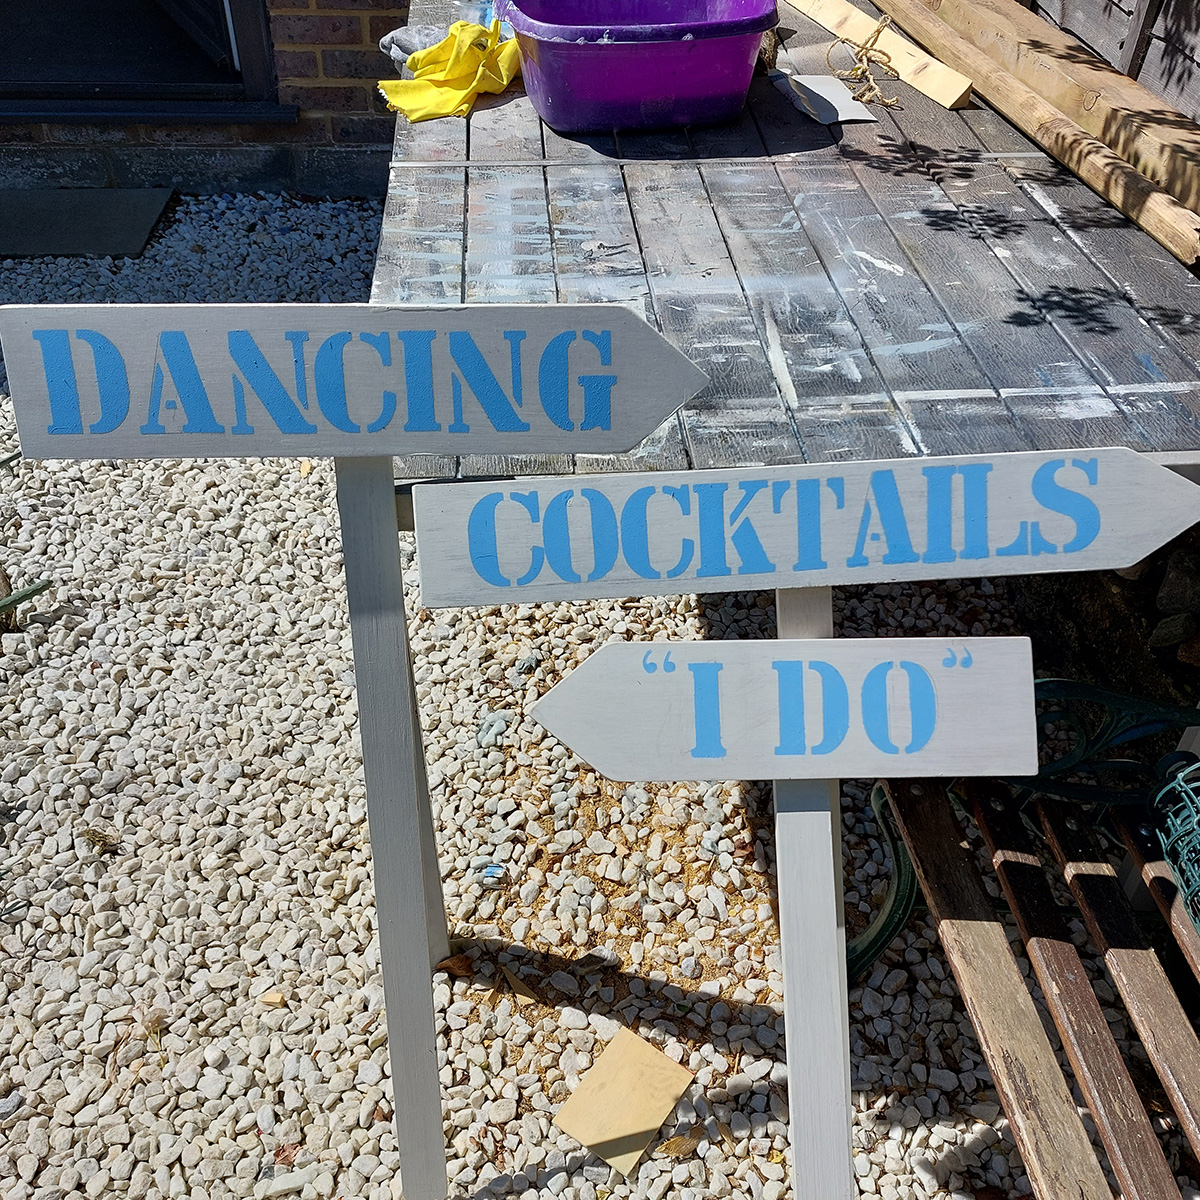 DANCING
COCKTAILS
“I DO”